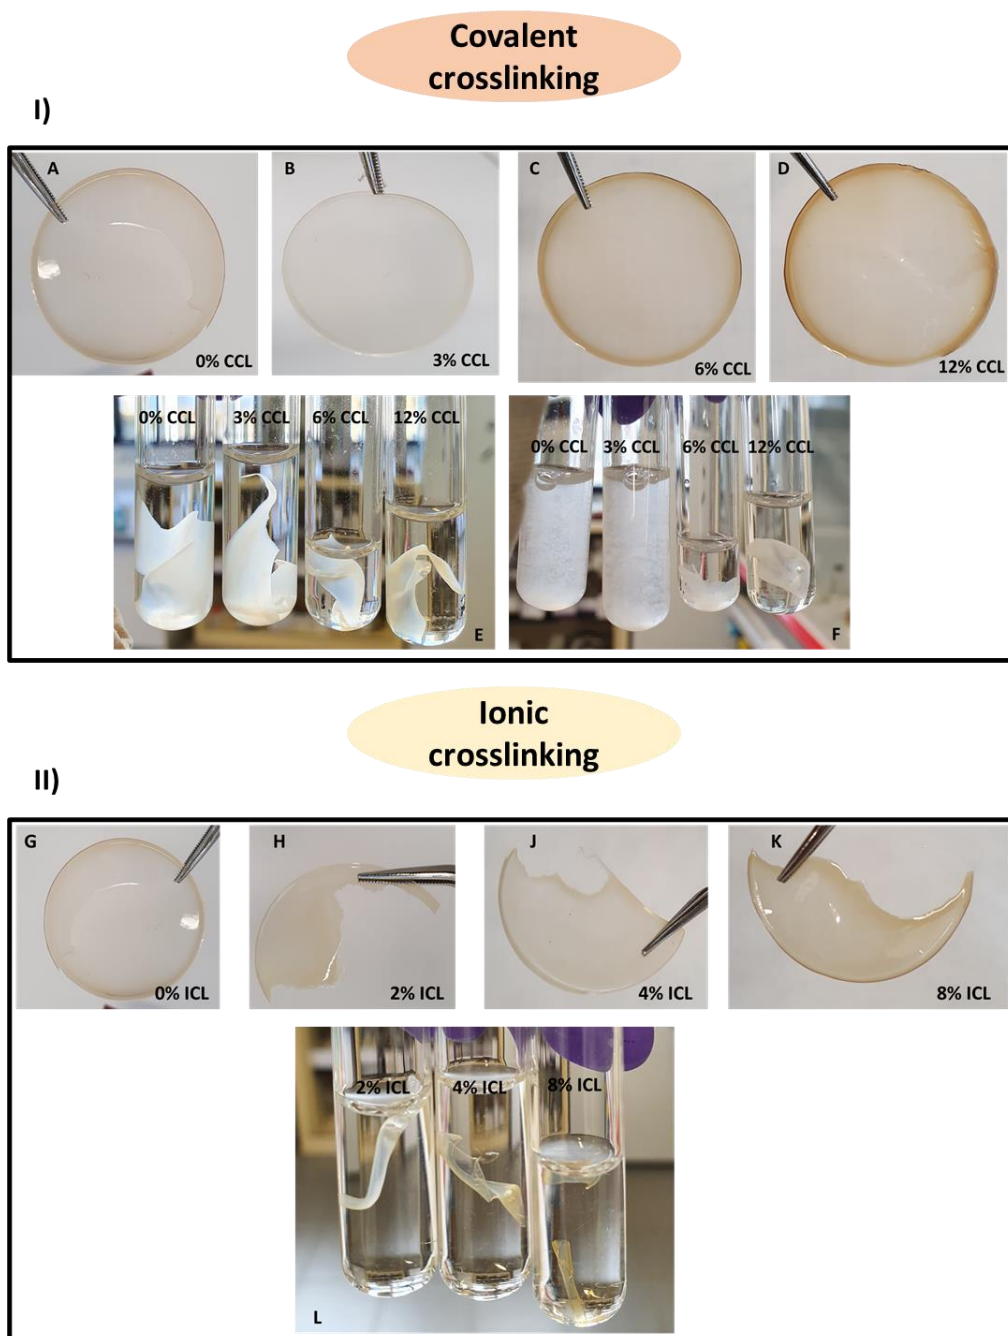 Covalent
crosslinking
I)
A
B
C
D
0% CCL
3% CCL
6% CCL
12% CCL
0% CCL 3% CCL 6% CCL 12% CCL
0% CCL 3% CCL 6% CCL 12% CCL
E
F
Ionic
crosslinking
II)
G
H
J
K
0% ICL
2% ICL
4% ICL
8% ICL
2% ICL 4% ICL 8% ICL
L